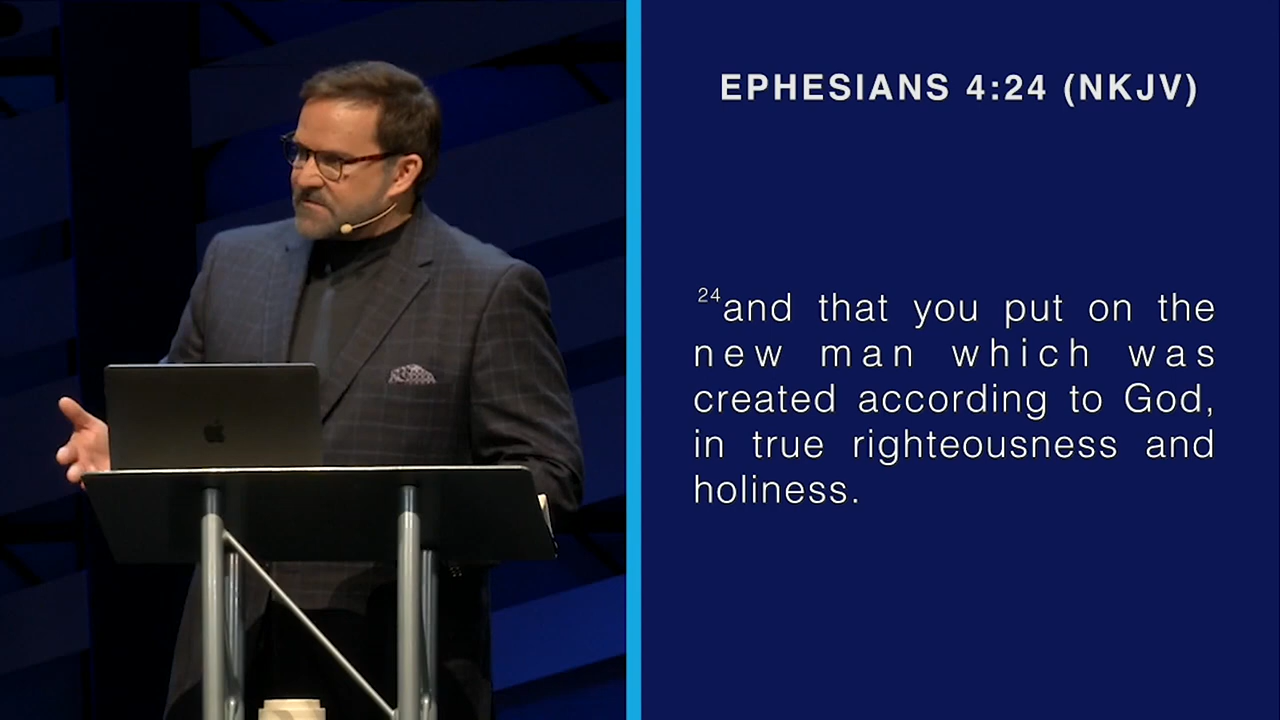 EPHESIANS 4:24 (NKJV)
24and that you put on the
new man which was
created according to God,
in true righteousness and
holiness.